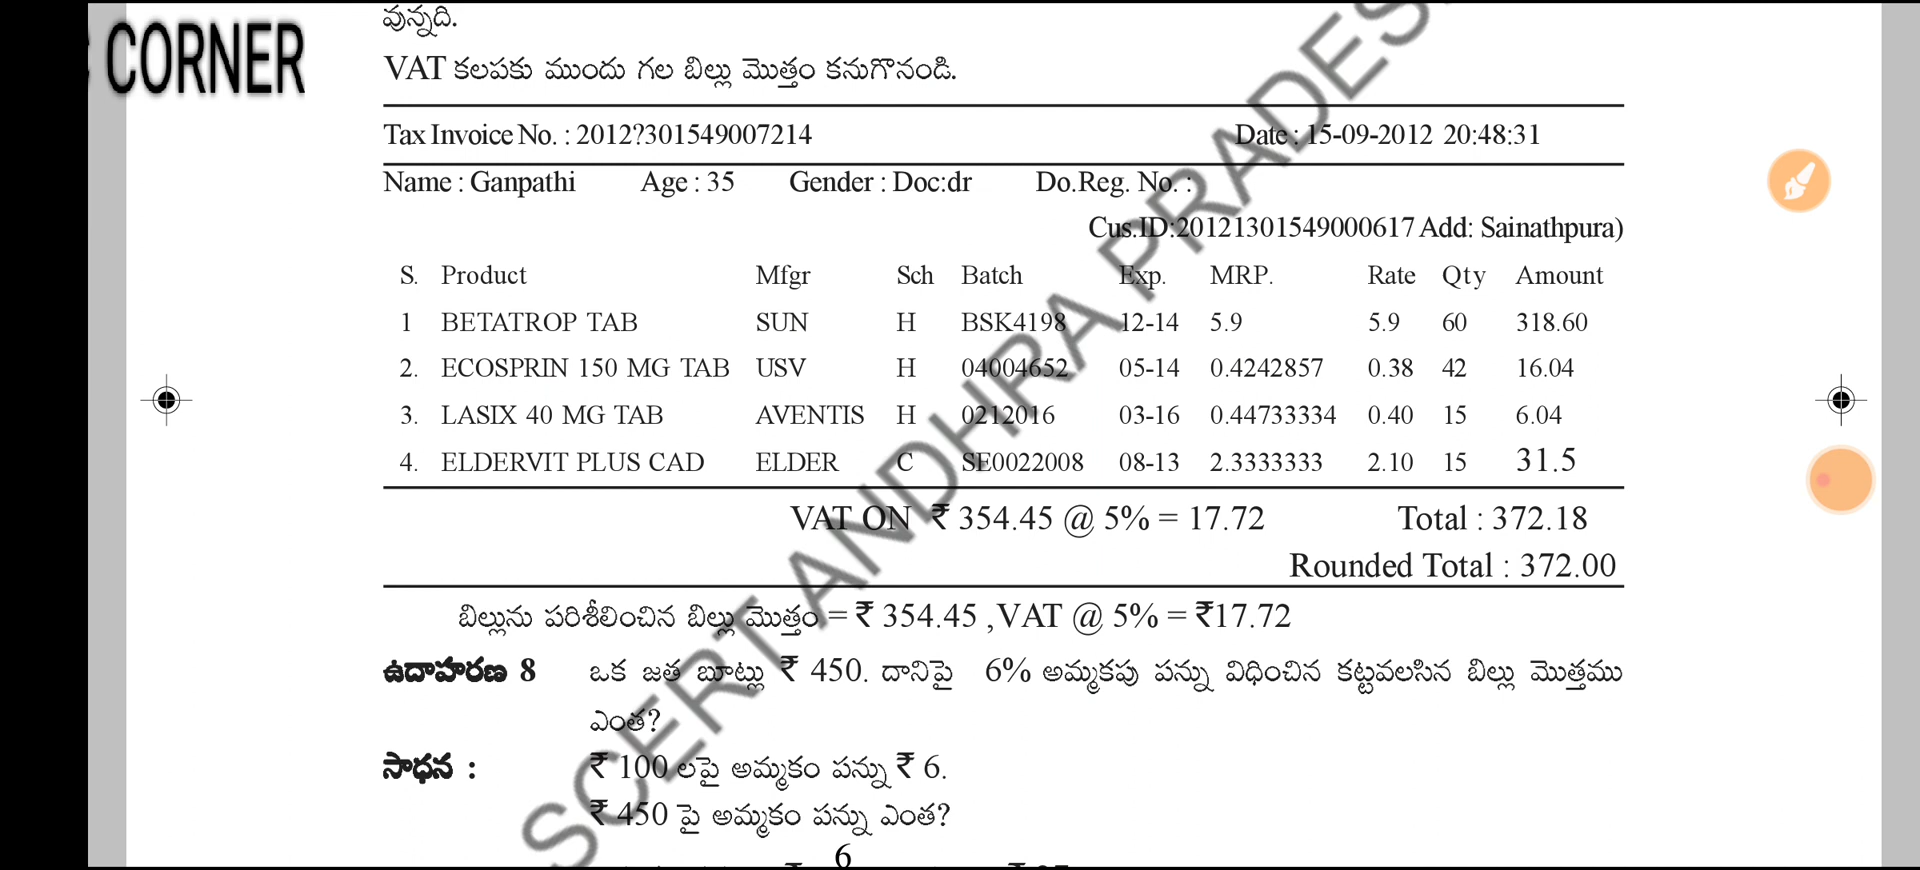 CORNER
వున్నది.
VAT కలపకు ముందు గల బిల్లు మొత్తం కనుగొనండి.
Tax Invoice No. : 2012?301549007214 Date : 15-09-2012 20:48:31
Name : Ganpathi Age : 35 Gender : Doc:dr Do.Reg. No. :
Cus.ID:20121301549000617 Add: Sainathpura)
S. Product Mfgr Sch Batch Exp. MRP. Rate Qty Amount
1 BETATROP TAB SUN H BSK4198 12-14 5.9 5.9 60 318.60
2. ECOSPRIN 150 MG TAB USV H 04004652 05-14 0.4242857 0.38 42 16.04
3. LASIX 40 MG TAB AVENTIS H 0212016 03-16 0.44733334 0.40 15 6.04
4. ELDERVIT PLUS CAD ELDER C SE0022008 08-13 2.3333333 2.10 15 31.5
VAT ON ₹ 354.45 @ 5% = 17.72 Total : 372.18
Rounded Total : 372.00
బిల్లును పరిశీలించిన బిల్లు మొత్తం = ₹ 354.45 ,VAT @ 5% = ₹17.72
ఉదాహరణ 8 ఒక జత బూట్లు ₹ 450. దానిపై 6% అమ్మకపు పన్ను విధించిన కట్టవలసిన బిల్లు మొత్తము
ఎంత?
సాధన : ₹ 100 లపై అమ్మకం పన్ను ₹ 6.
₹ 450 పై అమ్మకం పన్ను ఎంత?
6
SCERT ANDHRA PRADES